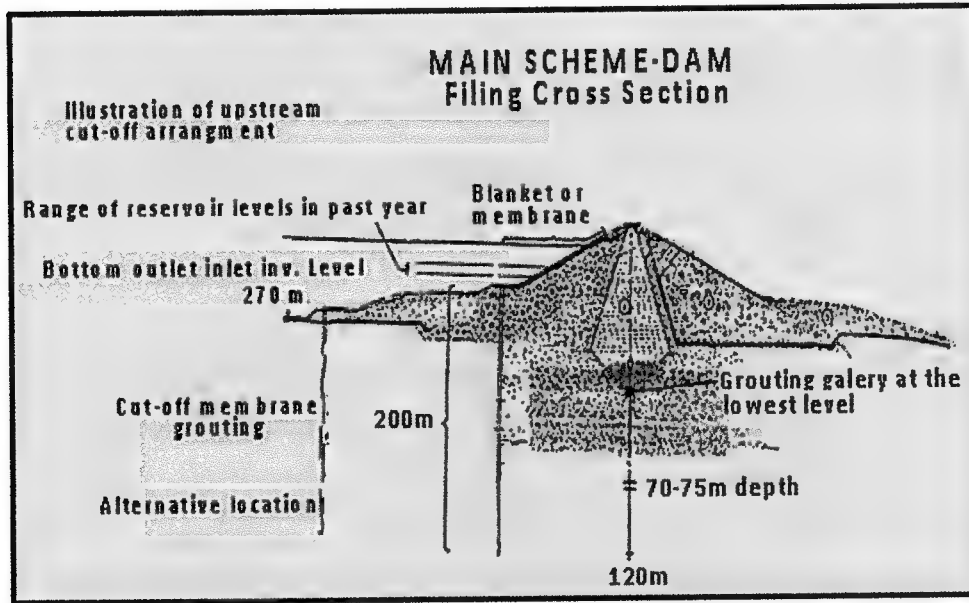 MAIN SCHEME-DAM
Filing Cross Section
Illustration of upstream
cut-off arrangment
Blanket or
membrane
Range of reservoir levels in past year
Bottom outlet inlet inv. Level
270 m.
Grouting galery at the
lowest level
Cut-off membrane
grouting
200m
70-75m depth
Alternative location
120m